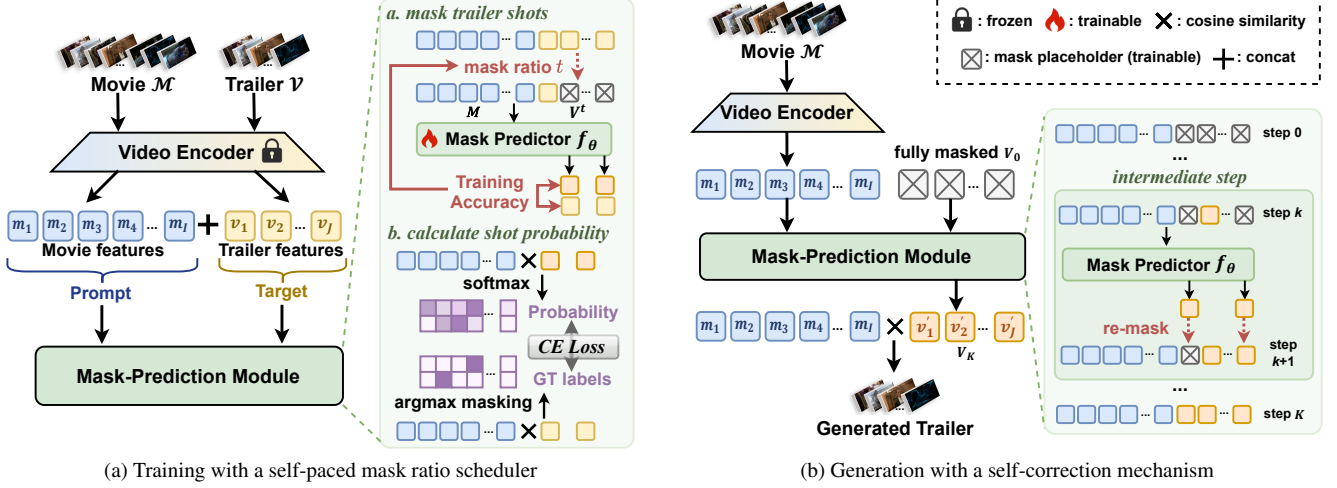 Movie M
Trailer V
Video Encoder
m1 m2 m3 m4 ... mI + v1 v2 ... vJ
Movie features
Trailer features
Prompt
Target
Mask-Prediction Module
a. mask trailer shots
mask ratio t
M
V^t
Mask Predictor f_θ
Training
Accuracy
b. calculate shot probability
softmax
Probability
CE Loss
GT labels
argmax masking
(a) Training with a self-paced mask ratio scheduler
Movie M
Video Encoder
fully masked V_0
m1 m2 m3 m4 ... mI
Mask-Prediction Module
m1 m2 m3 m4 ... mI × v'1 v'2 ... v'J
V_K
Generated Trailer
: frozen
: trainable
: cosine similarity
: mask placeholder (trainable)
: concat
step 0
...
intermediate step
step k
Mask Predictor f_θ
re-mask
step
k+1
...
step K
(b) Generation with a self-correction mechanism